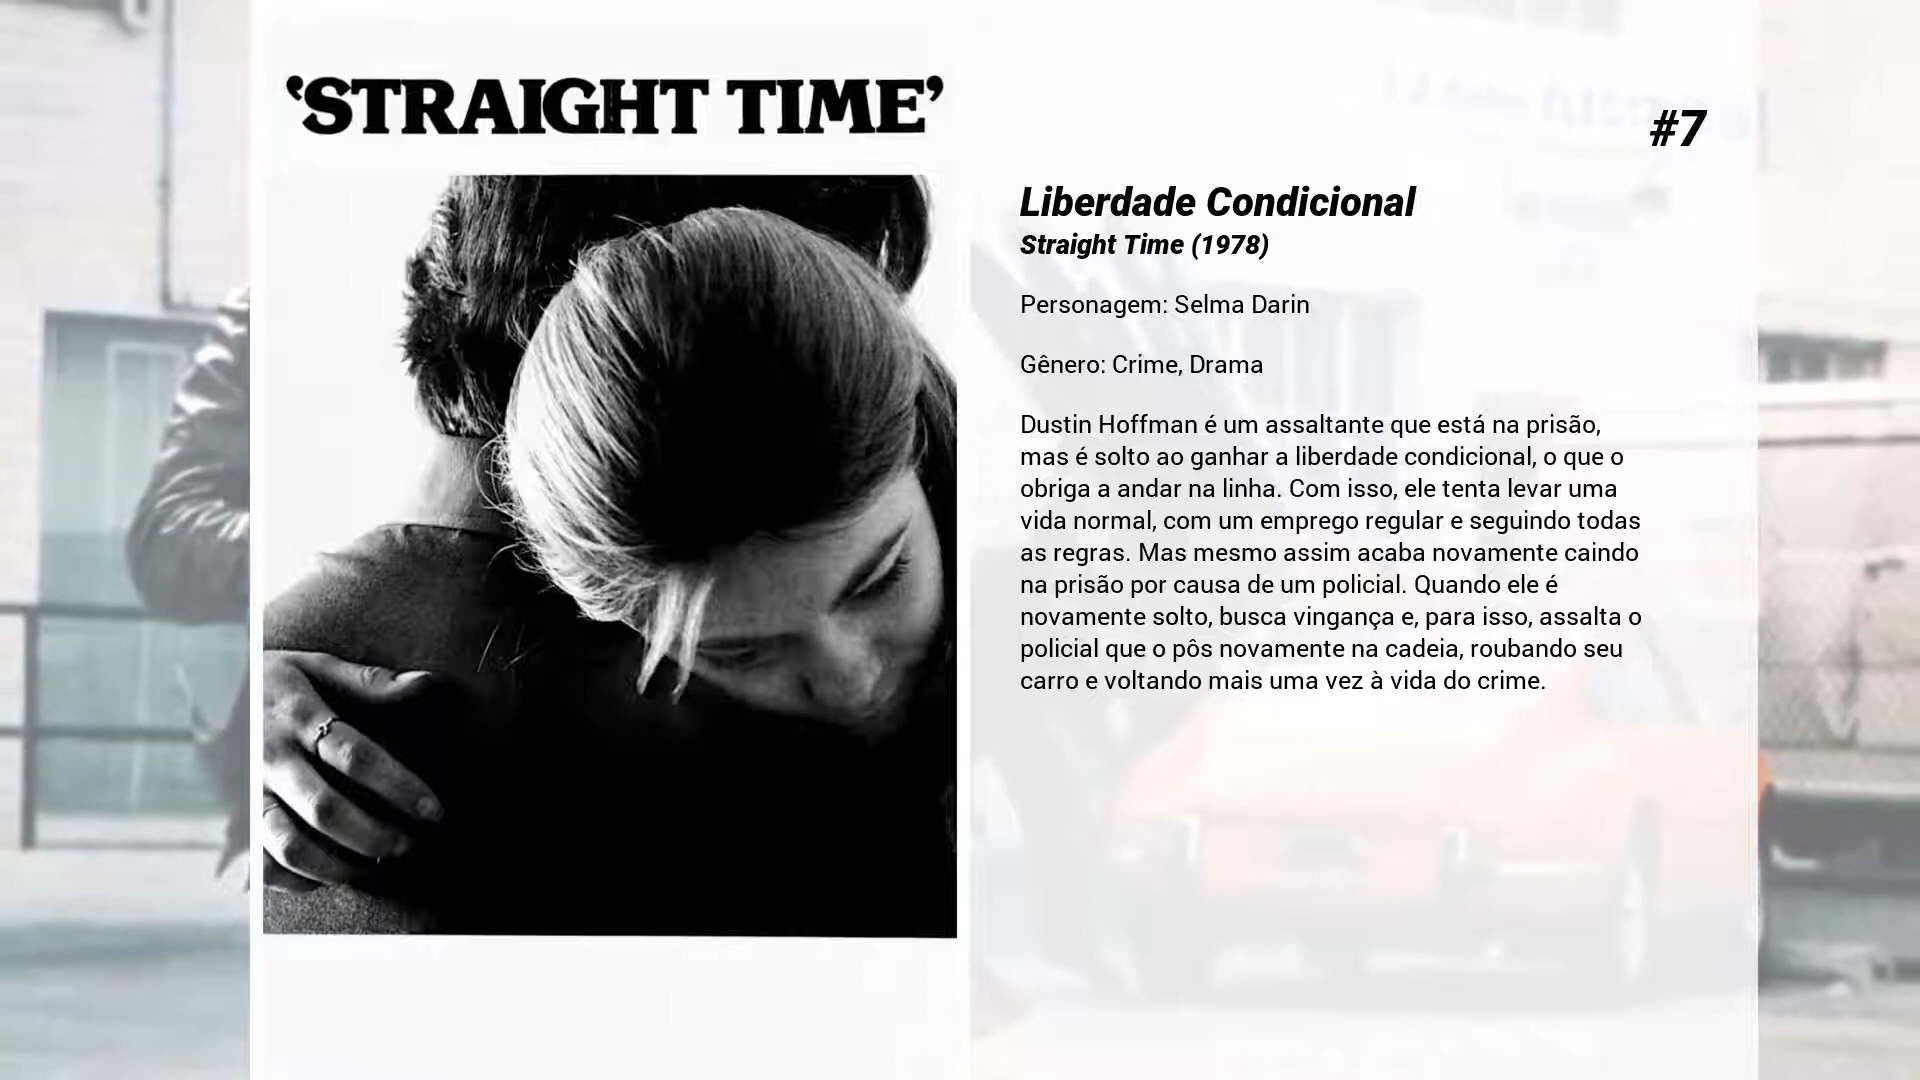 ‘STRAIGHT TIME’
#7
Liberdade Condicional
Straight Time (1978)
Personagem: Selma Darin
Gênero: Crime, Drama
Dustin Hoffman é um assaltante que está na prisão,
mas é solto ao ganhar a liberdade condicional, o que o
obriga a andar na linha. Com isso, ele tenta levar uma
vida normal, com um emprego regular e seguindo todas
as regras. Mas mesmo assim acaba novamente caindo
na prisão por causa de um policial. Quando ele é
novamente solto, busca vingança e, para isso, assalta o
policial que o pôs novamente na cadeia, roubando seu
carro e voltando mais uma vez à vida do crime.